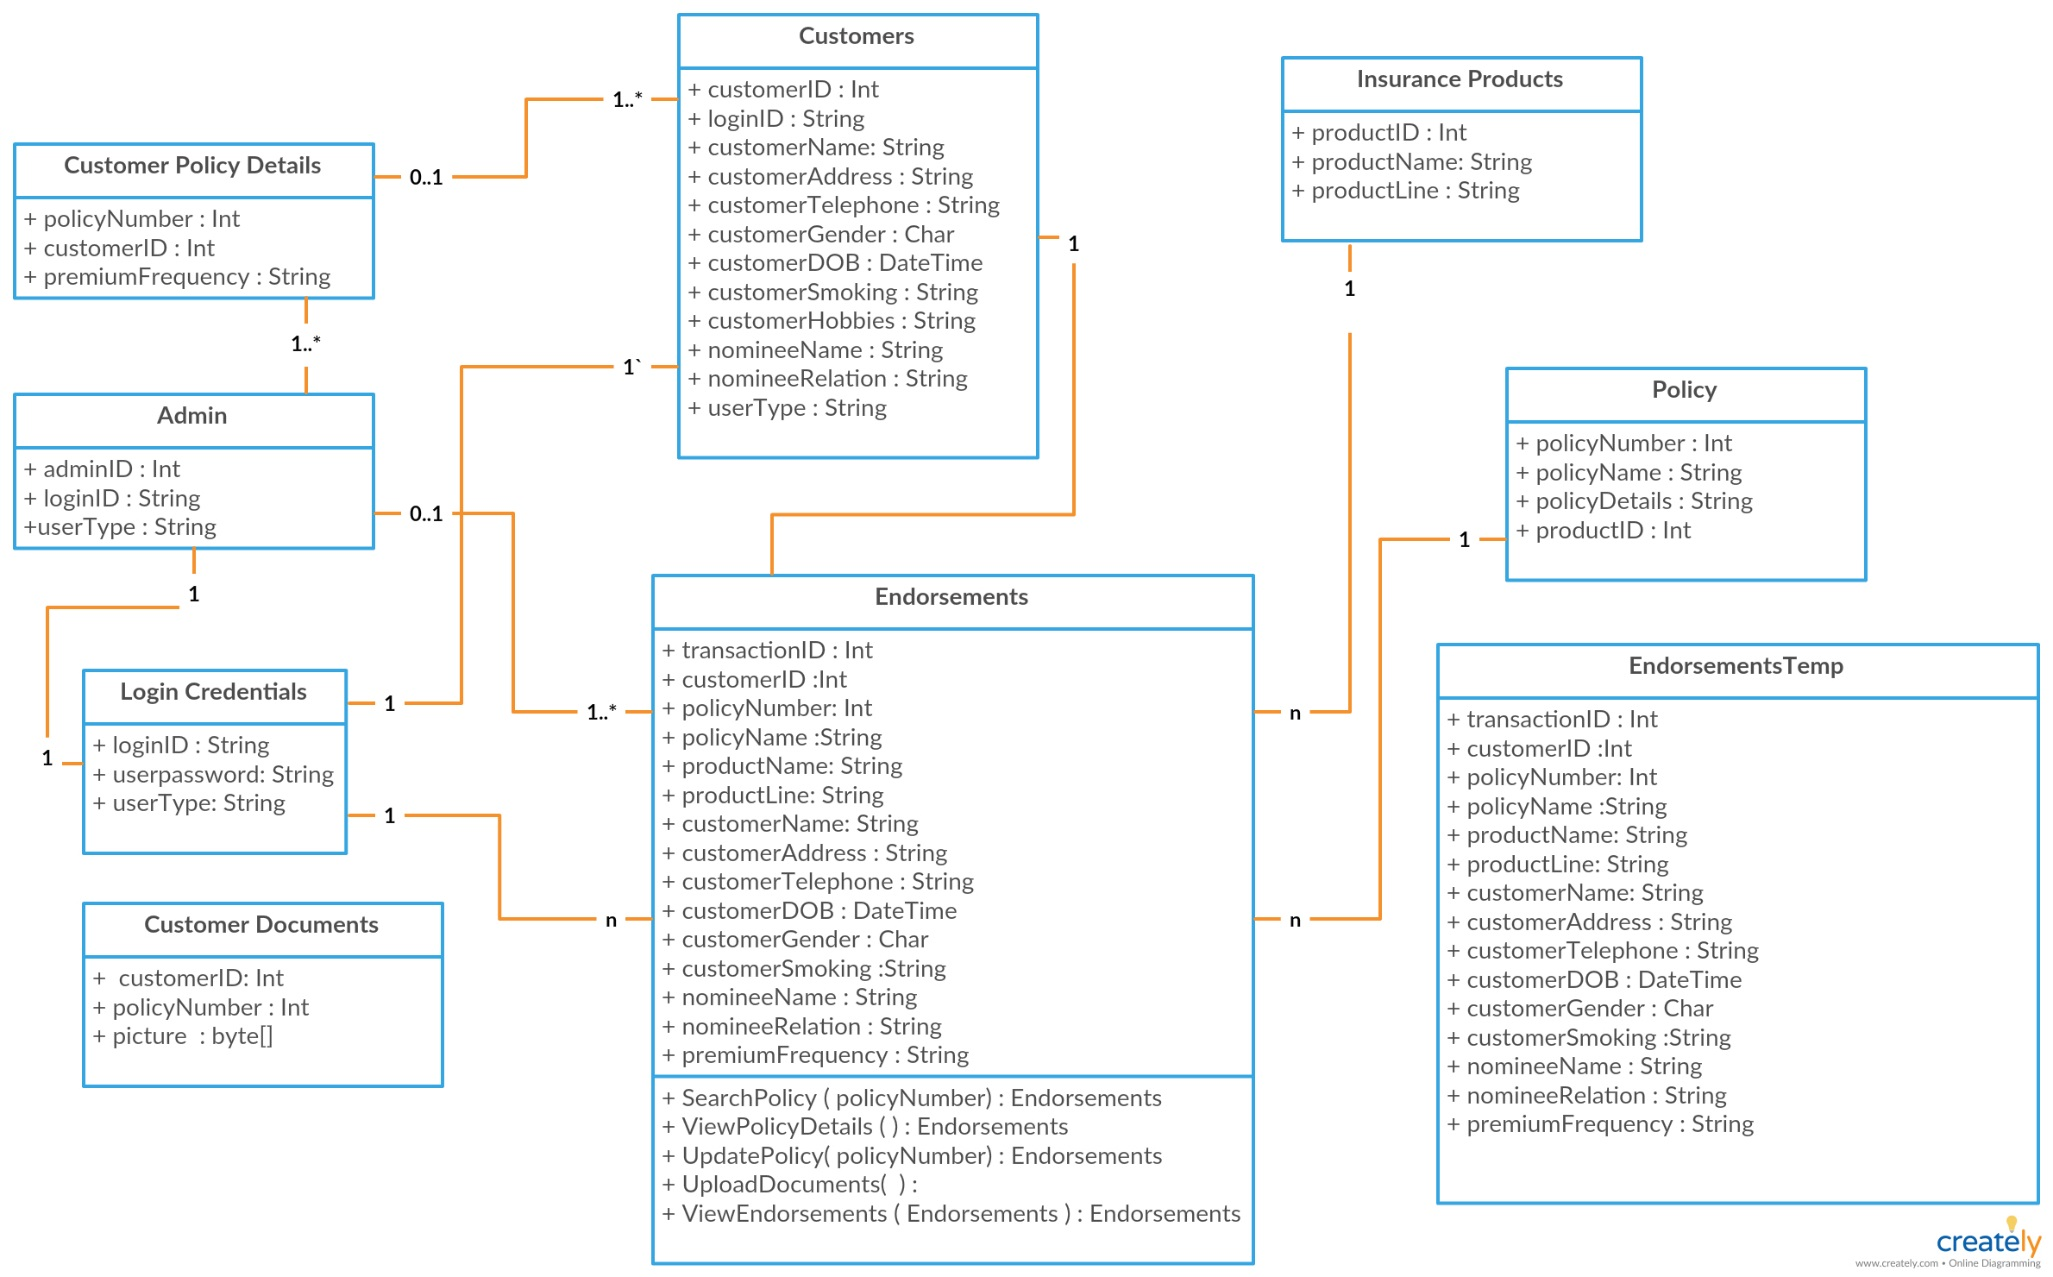 Customers
+ customerID : Int
+ loginID : String
+ customerName: String
+ customerAddress : String
+ customerTelephone : String
+ customerGender : Char
+ customerDOB : DateTime
+ customerSmoking : String
+ customerHobbies : String
+ nomineeName : String
+ nomineeRelation : String
+ userType : String
Insurance Products
+ productID : Int
+ productName: String
+ productLine : String
Customer Policy Details
+ policyNumber : Int
+ customerID : Int
+ premiumFrequency : String
1..*
0..1
1
1
1..*
1`
Admin
+ adminID : Int
+ loginID : String
+userType : String
0..1
1
Policy
+ policyNumber : Int
+ policyName : String
+ policyDetails : String
+ productID : Int
1
Login Credentials
+ loginID : String
+ userpassword: String
+ userType: String
1
1
1
1..*
n
n
n
Endorsements
+ transactionID : Int
+ customerID :Int
+ policyNumber: Int
+ policyName :String
+ productName: String
+ productLine: String
+ customerName: String
+ customerAddress : String
+ customerTelephone : String
+ customerDOB : DateTime
+ customerGender : Char
+ customerSmoking :String
+ nomineeName : String
+ nomineeRelation : String
+ premiumFrequency : String
+ SearchPolicy ( policyNumber) : Endorsements
+ ViewPolicyDetails ( ) : Endorsements
+ UpdatePolicy( policyNumber) : Endorsements
+ UploadDocuments(  ) :
+ ViewEndorsements ( Endorsements ) : Endorsements
EndorsementsTemp
+ transactionID : Int
+ customerID :Int
+ policyNumber: Int
+ policyName :String
+ productName: String
+ productLine: String
+ customerName: String
+ customerAddress : String
+ customerTelephone : String
+ customerDOB : DateTime
+ customerGender : Char
+ customerSmoking :String
+ nomineeName : String
+ nomineeRelation : String
+ premiumFrequency : String
Customer Documents
+  customerID: Int
+ policyNumber : Int
+ picture  : byte[]
creately
www.creately.com • Online Diagramming